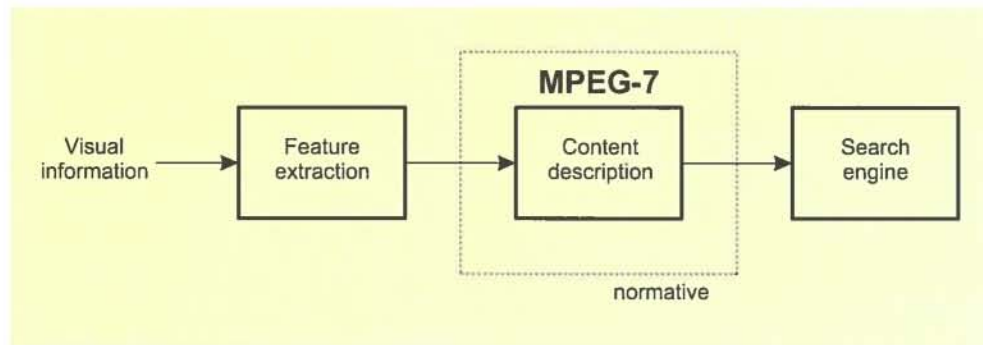 MPEG-7
Visual
information
Feature
extraction
Content
description
Search
engine
normative